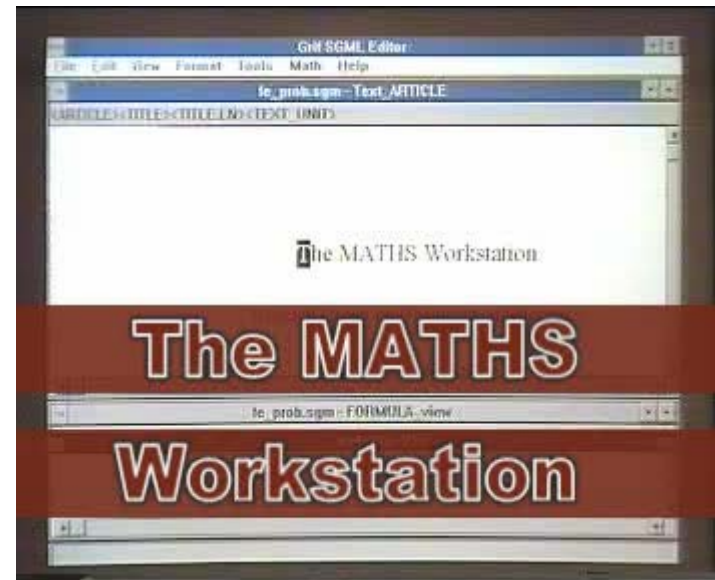 Grif SGML Editor
File Edit View Format Tools Math Help
fe_prob.sgm - Text_ARTICLE
<ARTICLE><TITLE><TITLE.LN><TEXT_UNIT>
The MATHS Workstation
The MATHS
fe_prob.sgm - FORMULA_view
Workstation